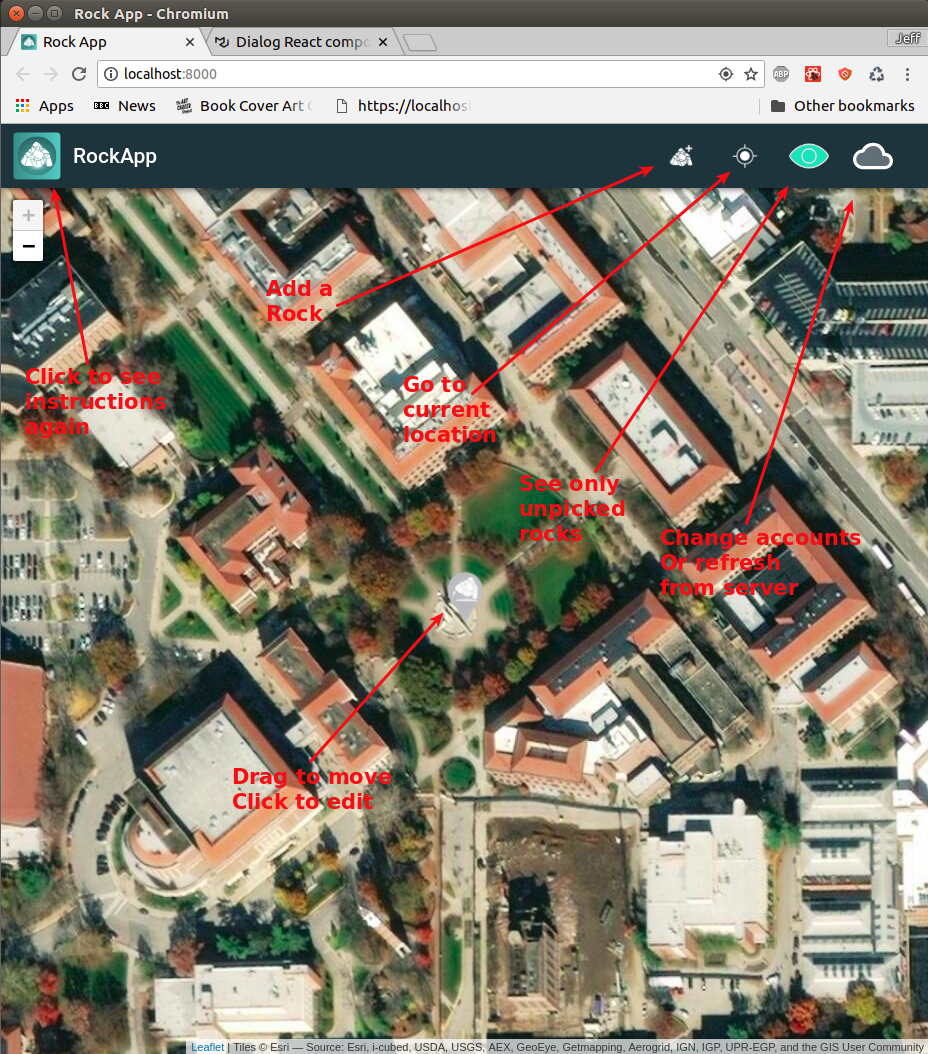 Rock App - Chromium
Rock App
Dialog React compo
Jeff
localhost:8000
ABP
Apps
BBC
News
Book Cover Art
https://localhos
Other bookmarks
RockApp
+
−
Add a
Rock
Click to see
instructions
again
Go to
current
location
See only
unpicked
rocks
Change accounts
Or refresh
from server
Drag to move
Click to edit
Leaflet | Tiles © Esri — Source: Esri, i-cubed, USDA, USGS, AEX, GeoEye, Getmapping, Aerogrid, IGN, IGP, UPR-EGP, and the GIS User Community